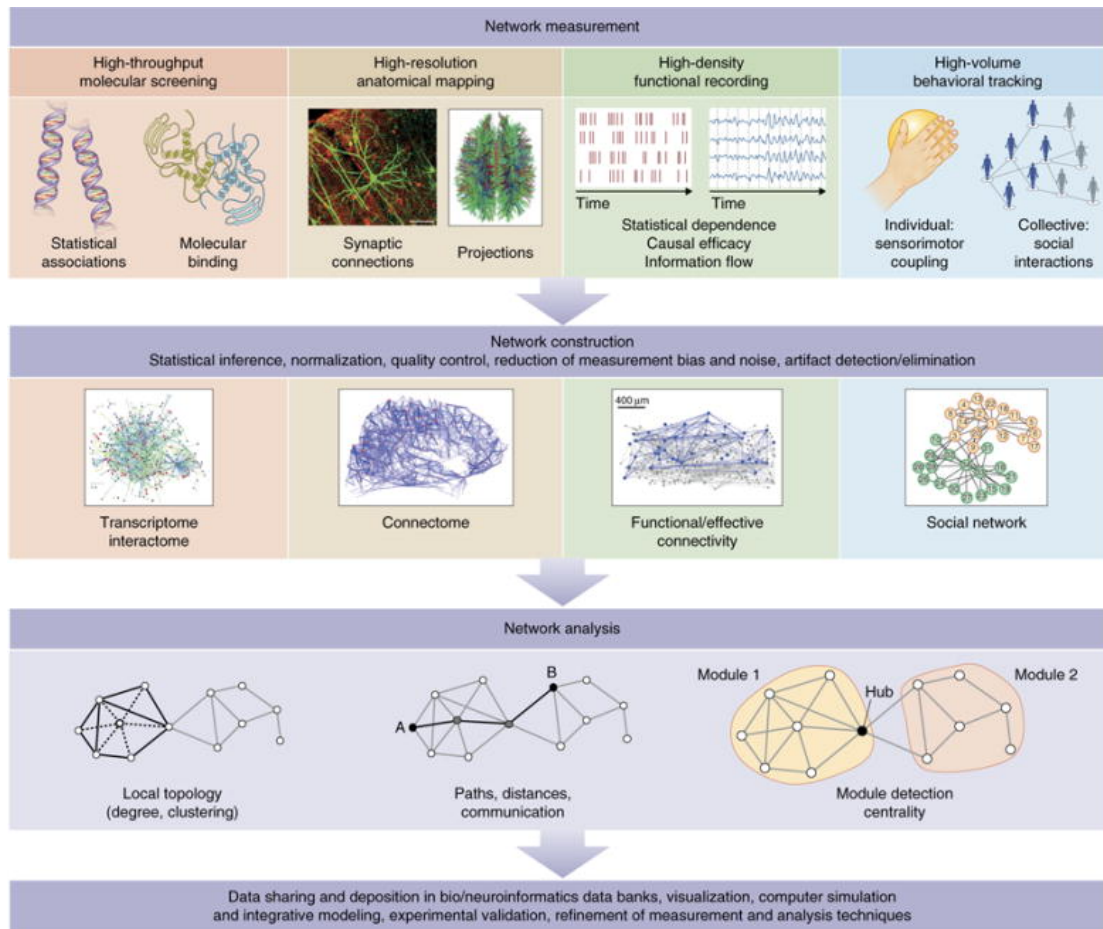 Network measurement
High-throughput
molecular screening
High-resolution
anatomical mapping
High-density
functional recording
High-volume
behavioral tracking
Statistical
associations
Molecular
binding
Synaptic
connections
Projections
Time
Time
Statistical dependence
Causal efficacy
Information flow
Individual:
sensorimotor
coupling
Collective:
social
interactions
Network construction
Statistical inference, normalization, quality control, reduction of measurement bias and noise, artifact detection/elimination
400 µm
Transcriptome
interactome
Connectome
Functional/effective
connectivity
Social network
Network analysis
A
B
Module 1
Hub
Module 2
Local topology
(degree, clustering)
Paths, distances,
communication
Module detection
centrality
Data sharing and deposition in bio/neuroinformatics data banks, visualization, computer simulation
and integrative modeling, experimental validation, refinement of measurement and analysis techniques